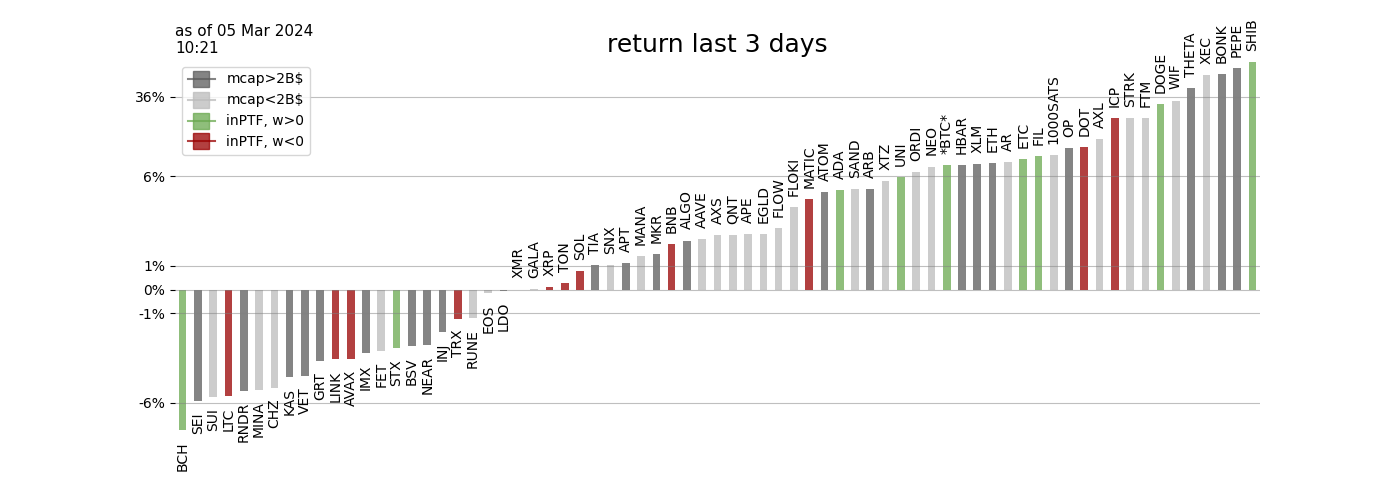 as of 05 Mar 2024
10:21
return last 3 days
mcap>2B$
mcap<2B$
inPTF, w>0
inPTF, w<0
36%
6%
1%
0%
-1%
-6%
BCH
SEI
SUI
LTC
RNDR
MINA
CHZ
KAS
VET
GRT
LINK
AVAX
IMX
FET
STX
BSV
NEAR
INJ
TRX
RUNE
EOS
LDO
XMR
GALA
XRP
TON
SOL
TIA
SNX
APT
MANA
MKR
BNB
ALGO
AAVE
AXS
QNT
APE
EGLD
FLOW
FLOKI
MATIC
ATOM
ADA
SAND
ARB
XTZ
UNI
ORDI
NEO
*BTC*
HBAR
XLM
ETH
AR
ETC
FIL
1000SATS
OP
DOT
AXL
ICP
STRK
FTM
DOGE
WIF
THETA
XEC
BONK
PEPE
SHIB